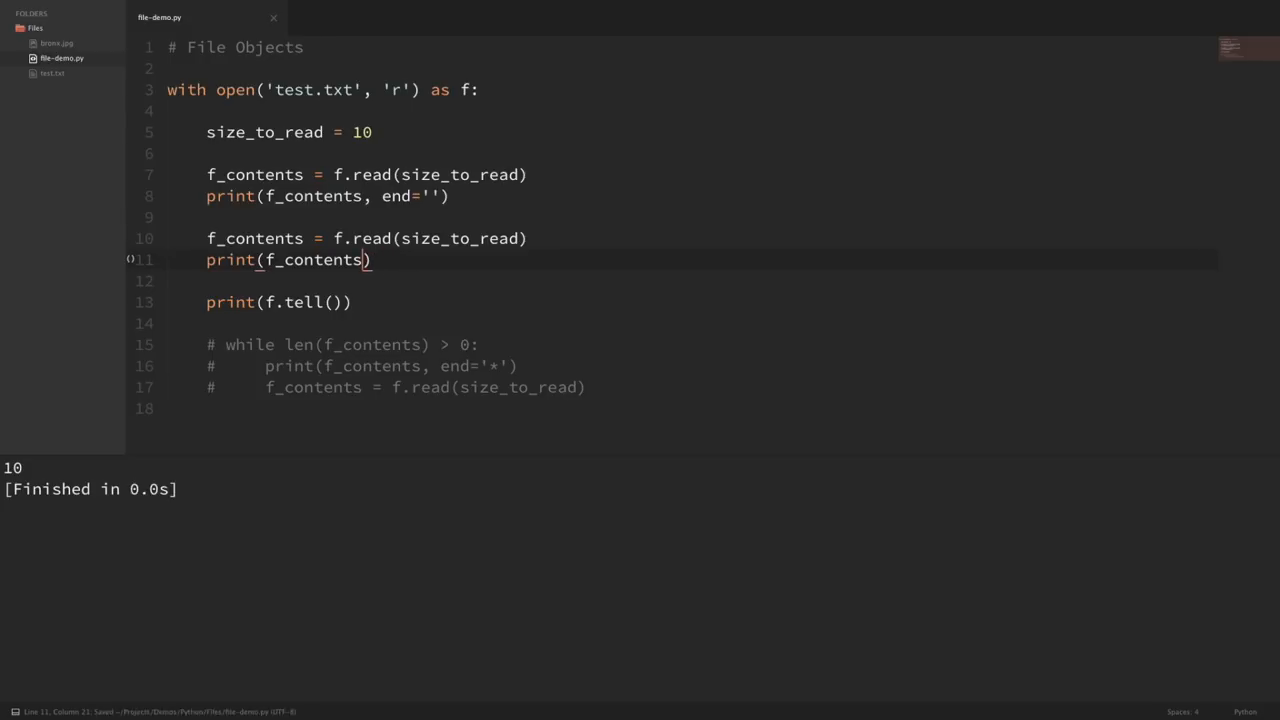 FOLDERS
Files
bronx.jpg
file-demo.py
test.txt
file-demo.py ×
1 # File Objects
2
3 with open('test.txt', 'r') as f:
4
5     size_to_read = 10
6
7     f_contents = f.read(size_to_read)
8     print(f_contents, end='')
9
10     f_contents = f.read(size_to_read)
()11     print(f_contents)
12
13     print(f.tell())
14
15     # while len(f_contents) > 0:
16     #     print(f_contents, end='*')
17     #     f_contents = f.read(size_to_read)
18
10
[Finished in 0.0s]
Line 11, Column 21; Saved ~/Projects/Demos/Python/Files/file-demo.py (UTF-8) Spaces: 4 Python